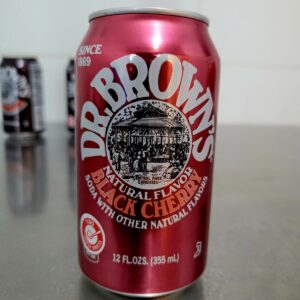 SINCE
1869
DR. BROWN'S
NATURAL FLAVOR
BLACK CHERRY
SODA WITH OTHER NATURAL FLAVORS
12 FL.OZS. (355 mL)